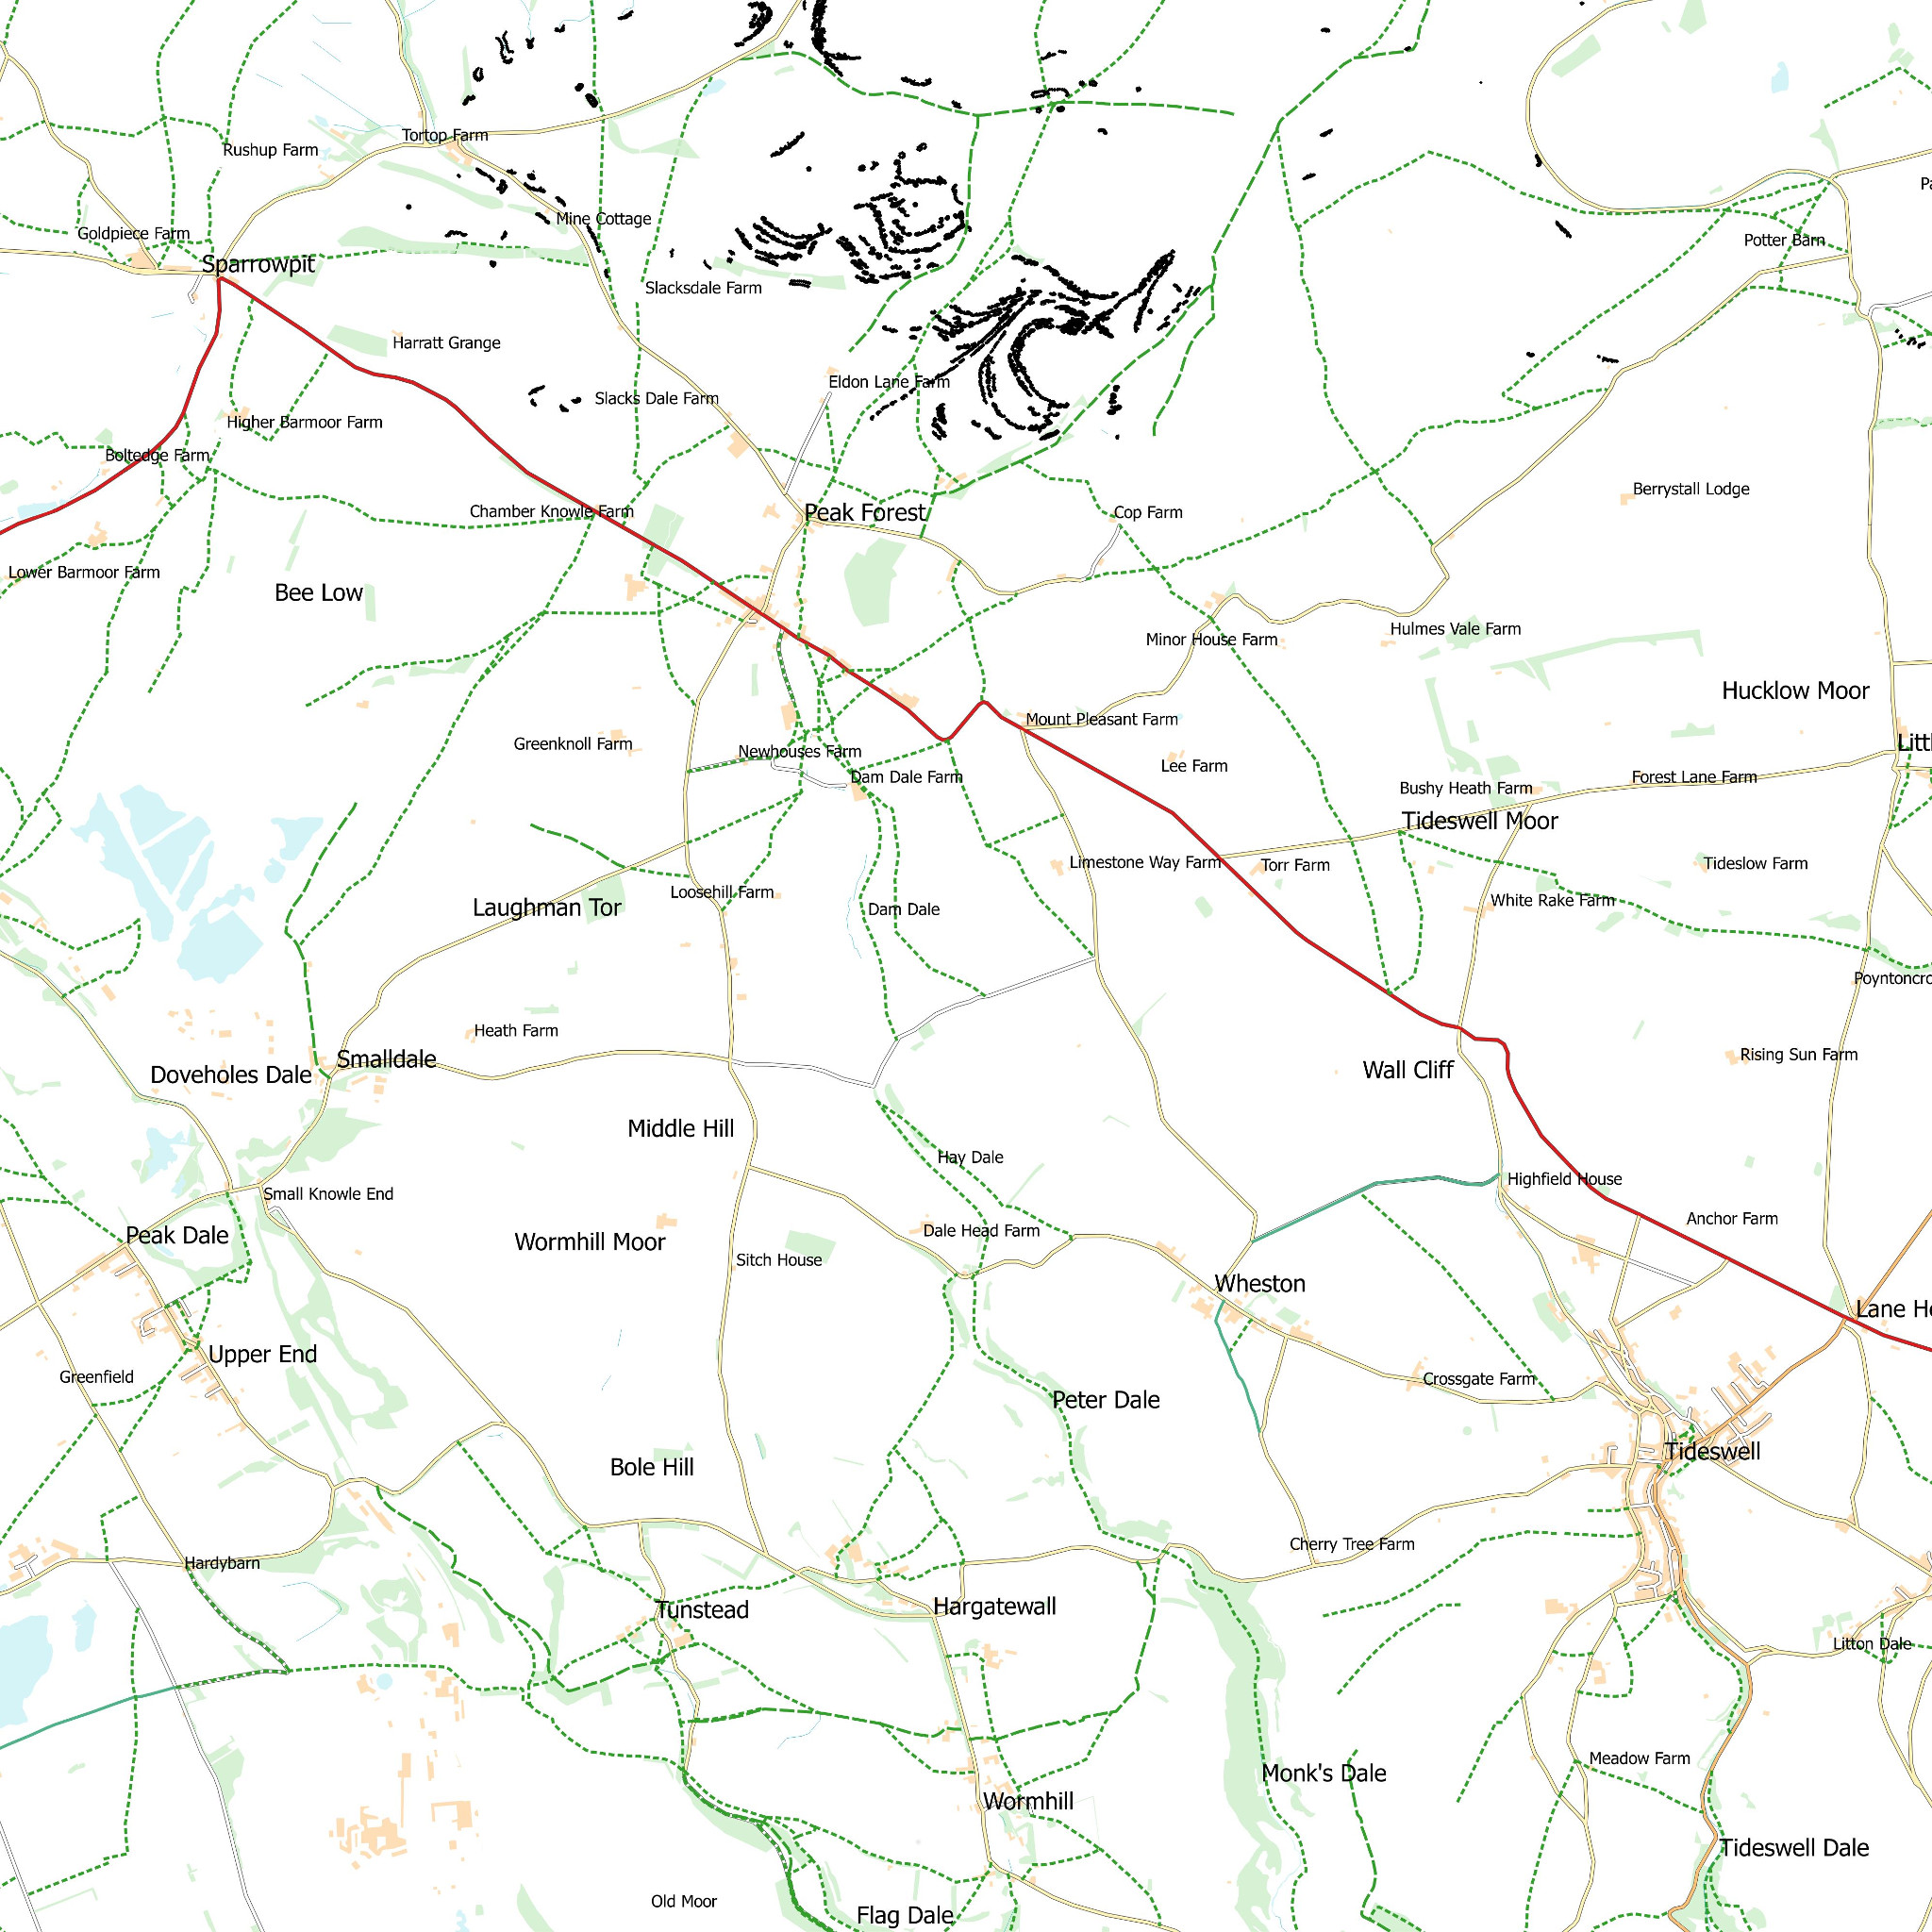 Tortop Farm
Rushup Farm
Pa
Mine Cottage
Goldpiece Farm
Potter Barn
Sparrowpit
Slacksdale Farm
Harratt Grange
Eldon Lane Farm
Slacks Dale Farm
Higher Barmoor Farm
Boltedge Farm
Berrystall Lodge
Chamber Knowle Farm
Peak Forest
Cop Farm
Lower Barmoor Farm
Bee Low
Hulmes Vale Farm
Minor House Farm
Hucklow Moor
Mount Pleasant Farm
Greenknoll Farm
Newhouses Farm
Littl
Lee Farm
Dam Dale Farm
Forest Lane Farm
Bushy Heath Farm
Tideswell Moor
Limestone Way Farm
Torr Farm
Tideslow Farm
Loosehill Farm
White Rake Farm
Laughman Tor
Dam Dale
Poyntoncro
Heath Farm
Smalldale
Rising Sun Farm
Doveholes Dale
Wall Cliff
Middle Hill
Hay Dale
Highfield House
Small Knowle End
Anchor Farm
Peak Dale
Dale Head Farm
Wormhill Moor
Sitch House
Wheston
Lane He
Upper End
Greenfield
Crossgate Farm
Peter Dale
Tideswell
Bole Hill
Cherry Tree Farm
Hardybarn
Tunstead
Hargatewall
Litton Dale
Meadow Farm
Monk's Dale
Wormhill
Tideswell Dale
Old Moor
Flag Dale